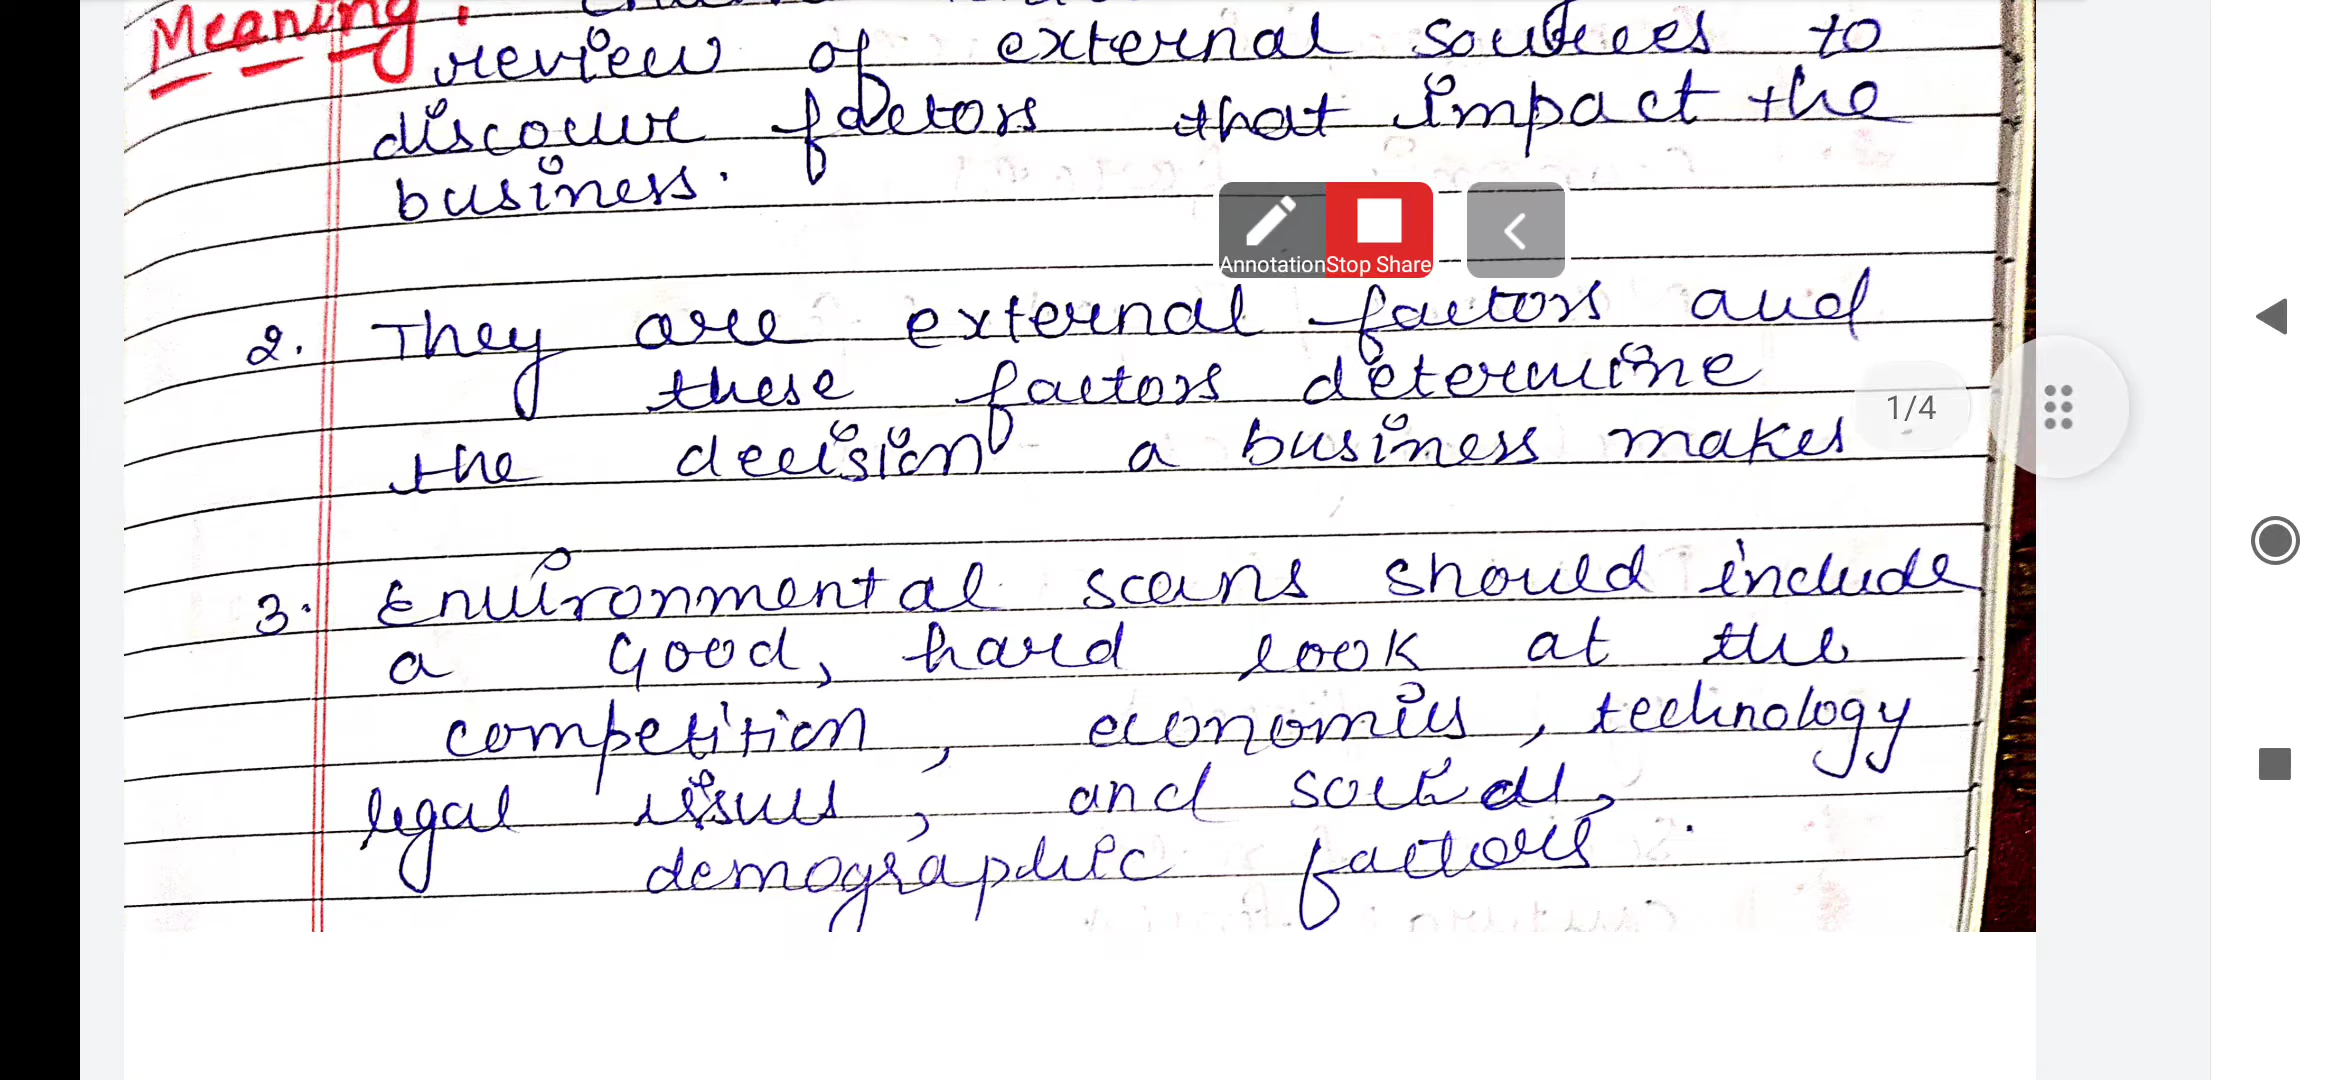 Meaning:
review of external sources to
discover factors that impact the
business.
Annotation Stop Share
2. They are external factors and
these factors determine
1/4
the decision a business makes
3. Environmental scans should include
a Good, hard look at the
competition, economics, technology
legal issues, and social,
demographic factors.